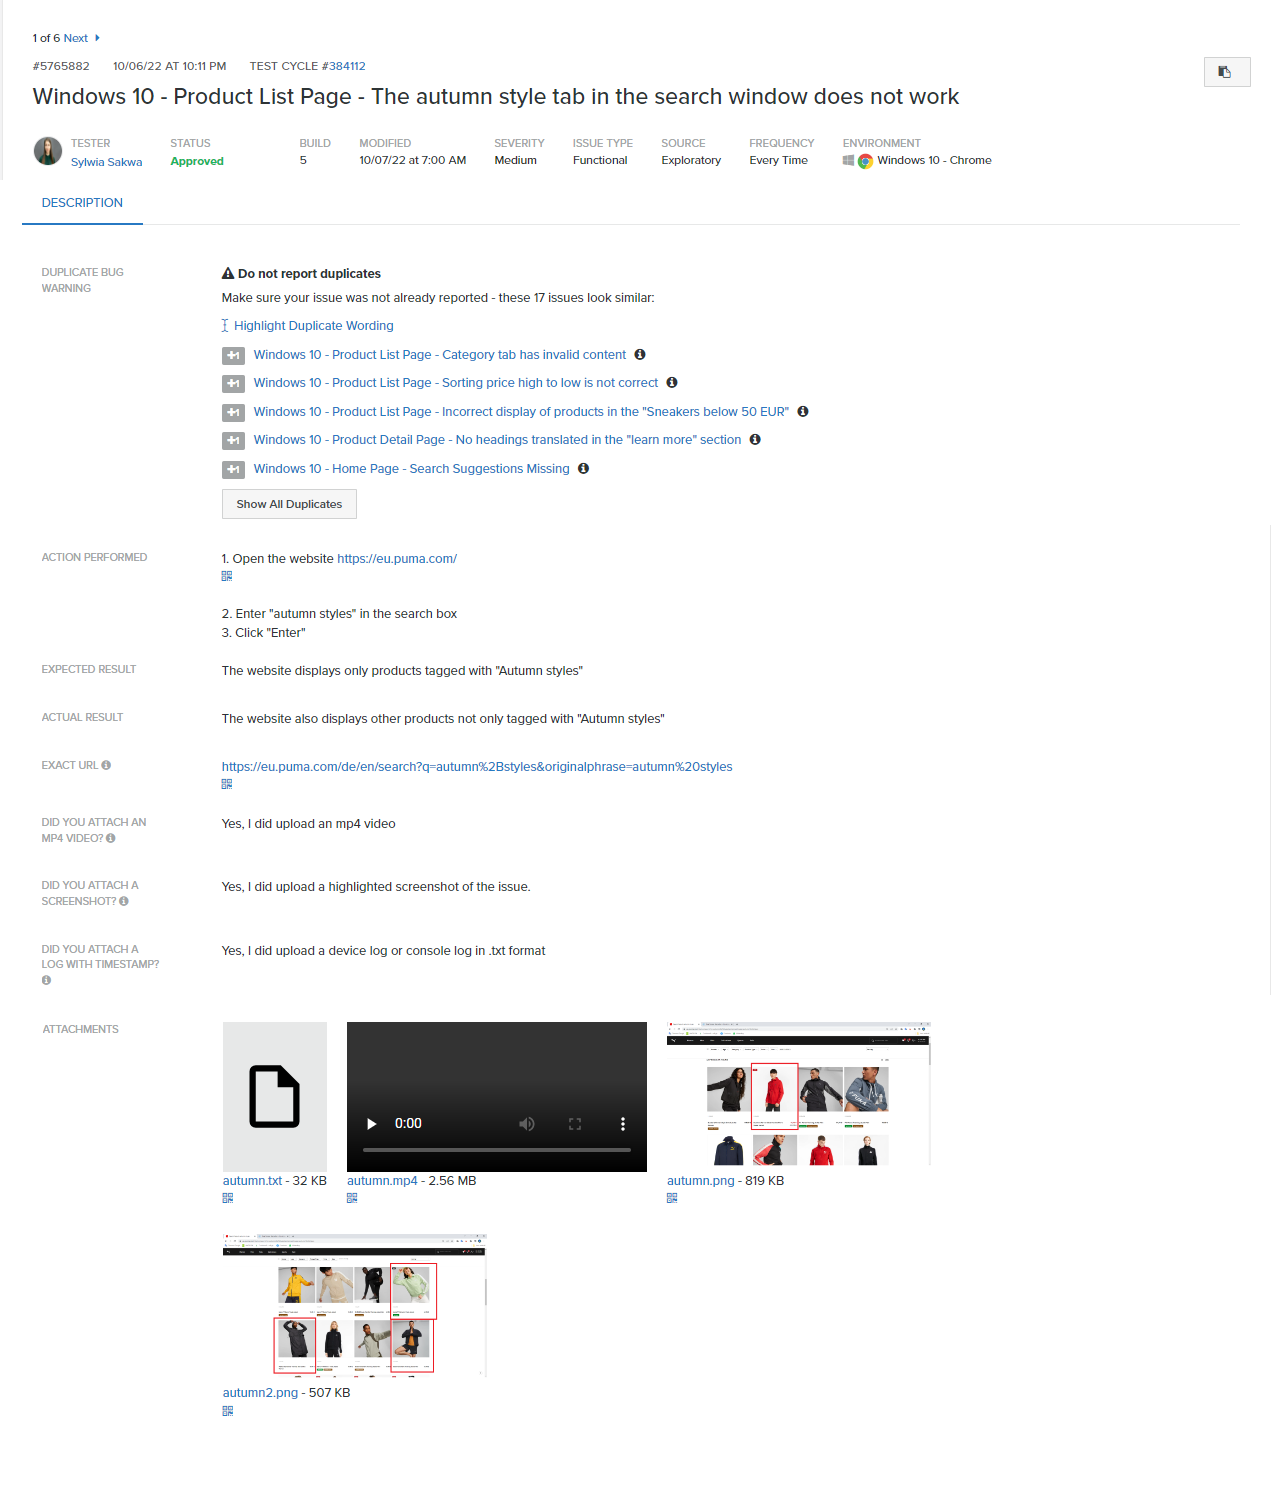 1 of 6 Next
#5765882 10/06/22 AT 10:11 PM TEST CYCLE #384112
Windows 10 - Product List Page - The autumn style tab in the search window does not work
TESTER STATUS BUILD MODIFIED SEVERITY ISSUE TYPE SOURCE FREQUENCY ENVIRONMENT
Sylwia Sakwa Approved 5 10/07/22 at 7:00 AM Medium Functional Exploratory Every Time Windows 10 - Chrome
DESCRIPTION
DUPLICATE BUG
WARNING
Do not report duplicates
Make sure your issue was not already reported - these 17 issues look similar:
Highlight Duplicate Wording
+1 Windows 10 - Product List Page - Category tab has invalid content
+1 Windows 10 - Product List Page - Sorting price high to low is not correct
+1 Windows 10 - Product List Page - Incorrect display of products in the "Sneakers below 50 EUR"
+1 Windows 10 - Product Detail Page - No headings translated in the "learn more" section
+1 Windows 10 - Home Page - Search Suggestions Missing
Show All Duplicates
ACTION PERFORMED
1. Open the website https://eu.puma.com/
2. Enter "autumn styles" in the search box
3. Click "Enter"
EXPECTED RESULT
The website displays only products tagged with "Autumn styles"
ACTUAL RESULT
The website also displays other products not only tagged with "Autumn styles"
EXACT URL
https://eu.puma.com/de/en/search?q=autumn%2Bstyles&originalphrase=autumn%20styles
DID YOU ATTACH AN
MP4 VIDEO?
Yes, I did upload an mp4 video
DID YOU ATTACH A
SCREENSHOT?
Yes, I did upload a highlighted screenshot of the issue.
DID YOU ATTACH A
LOG WITH TIMESTAMP?
Yes, I did upload a device log or console log in .txt format
ATTACHMENTS
0:00
autumn.txt - 32 KB
autumn.mp4 - 2.56 MB
autumn.png - 819 KB
autumn2.png - 507 KB